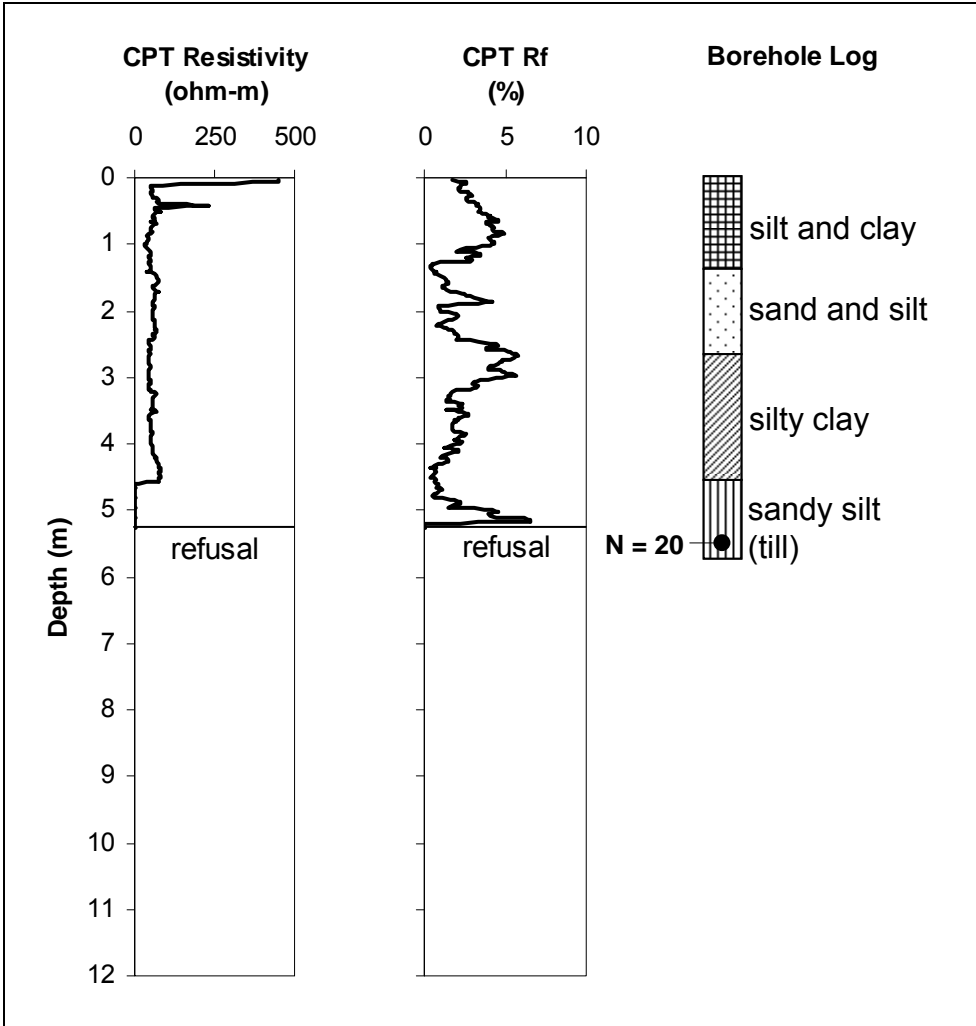 CPT Resistivity
(ohm-m)
0 250 500
CPT Rf
(%)
0 5 10
Borehole Log
Depth (m)
0
1
2
3
4
5
6
7
8
9
10
11
12
refusal
refusal
silt and clay
sand and silt
silty clay
sandy silt
(till)
N = 20